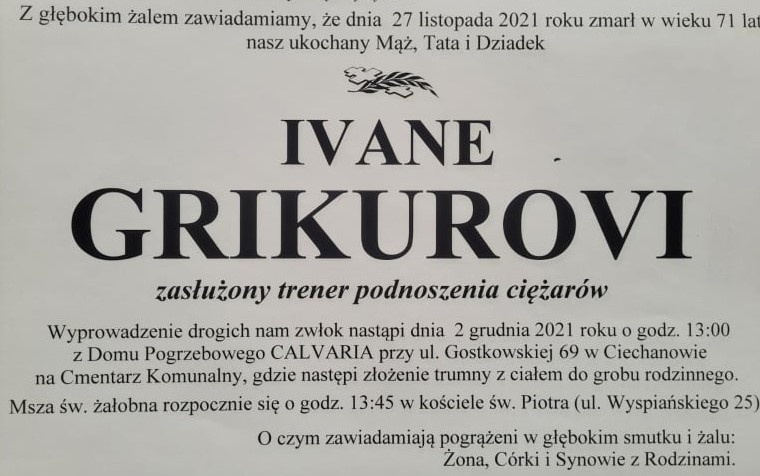 Z głębokim żalem zawiadamiamy, że dnia 27 listopada 2021 roku zmarł w wieku 71 lat
nasz ukochany Mąż, Tata i Dziadek
IVANE
GRIKUROVI
zasłużony trener podnoszenia ciężarów
Wyprowadzenie drogich nam zwłok nastąpi dnia 2 grudnia 2021 roku o godz. 13:00
z Domu Pogrzebowego CALVARIA przy ul. Gostkowskiej 69 w Ciechanowie
na Cmentarz Komunalny, gdzie następi złożenie trumny z ciałem do grobu rodzinnego.
Msza św. żałobna rozpocznie się o godz. 13:45 w kościele św. Piotra (ul. Wyspiańskiego 25)
O czym zawiadamiają pogrążeni w głębokim smutku i żalu:
Żona, Córki i Synowie z Rodzinami.